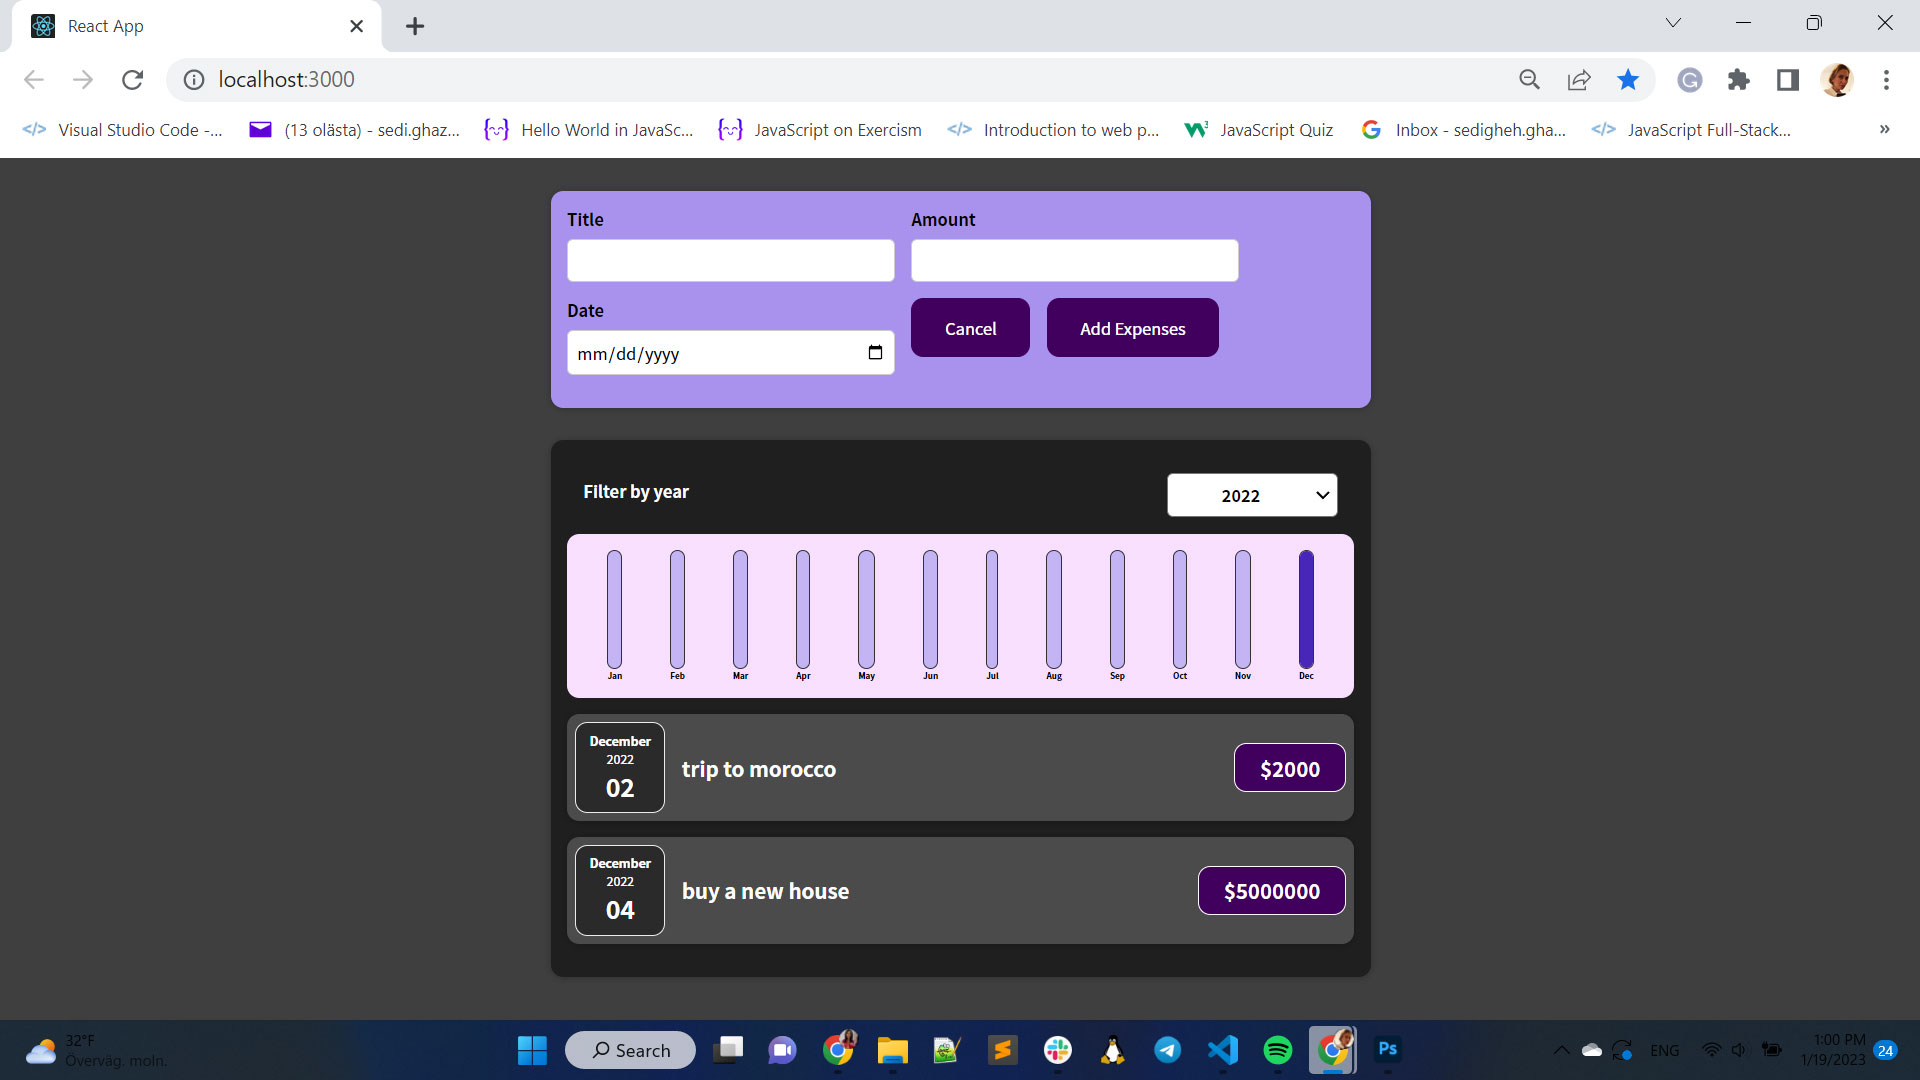 React App
localhost:3000
Visual Studio Code -...
(13 olästa) - sedi.ghaz...
Hello World in JavaSc...
JavaScript on Exercism
Introduction to web p...
JavaScript Quiz
Inbox - sedigheh.gha...
JavaScript Full-Stack...
»
Title
Amount
Date
mm/dd/yyyy
Cancel
Add Expenses
Filter by year
2022
Jan Feb Mar Apr May Jun Jul Aug Sep Oct Nov Dec
December
2022
02
trip to morocco
$2000
December
2022
04
buy a new house
$5000000
32°F
Överväg. moln.
Search
Ps
ENG
1:00 PM
1/19/2023
24